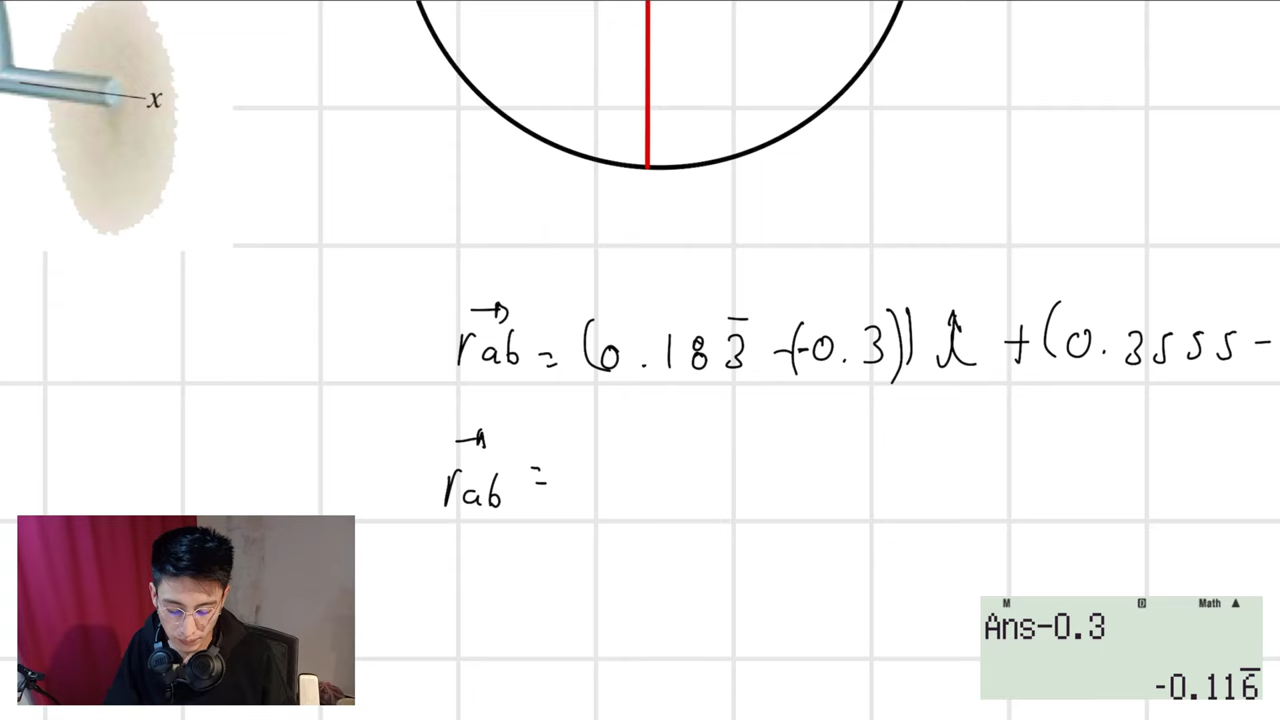 x
r⃗ab = (0.183̅ -(-0.3)) î + (0.3555 -
r⃗ab =
M D Math ▲
Ans-0.3
-0.116̅